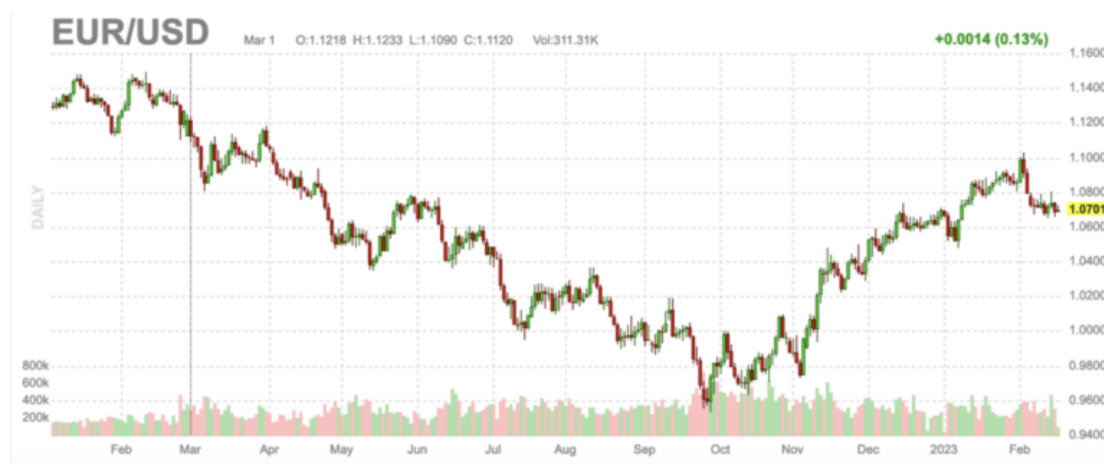 EUR/USD Mar 1 O:1.1218 H:1.1233 L:1.1090 C:1.1120 Vol:311.31K +0.0014 (0.13%)
1.1600
1.1400
1.1200
1.1000
1.0800
1.0701
1.0600
1.0400
1.0200
1.0000
0.9800
0.9600
0.9400
DAILY
800k
600k
400k
200k
Feb Mar Apr May Jun Jul Aug Sep Oct Nov Dec 2023 Feb